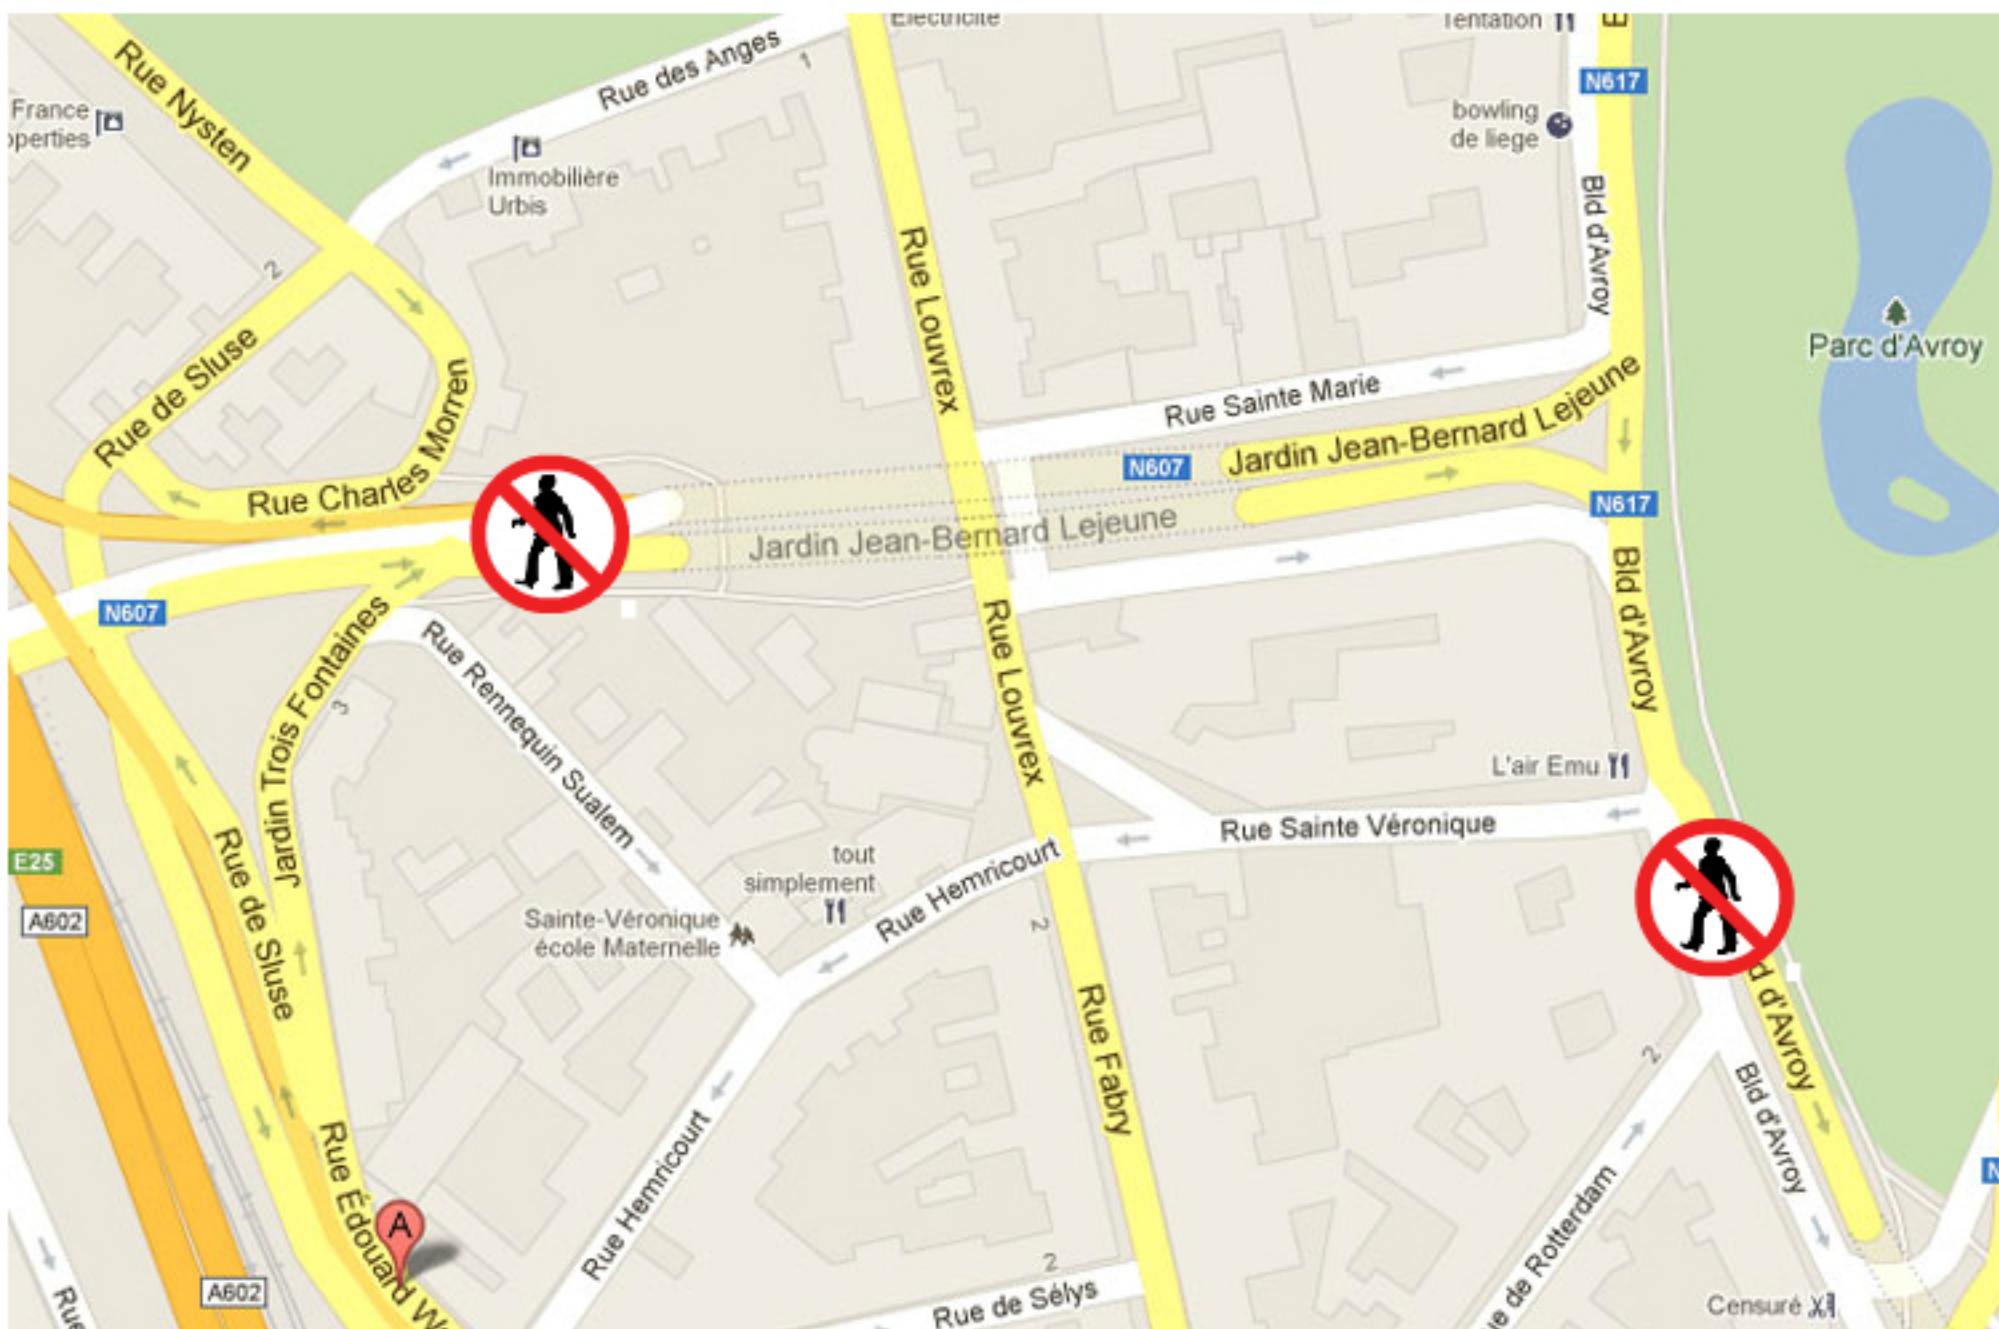 Electricité
Tentation
E
Rue Nysten
Rue des Anges
1
N617
France
operties
bowling
de liege
Immobilière
Urbis
Bld d'Avroy
2
Rue Louvrex
Parc d'Avroy
Rue de Sluse
Rue Sainte Marie
Rue Charles Morren
N607
Jardin Jean-Bernard Lejeune
N617
Jardin Jean-Bernard Lejeune
N607
Bld d'Avroy
Jardin Trois Fontaines
3
Rue Rennequin Sualem
Rue Louvrex
L'air Emu
Rue Sainte Véronique
E25
A602
Rue de Sluse
tout
simplement
Rue Hemricourt
Sainte-Véronique
école Maternelle
2
d d'Avroy
Rue Fabry
2
Bld d'Avroy
Rue Édouard W
A
Rue Hemricourt
N
ue de Rotterdam
A602
2
Rue de Sélys
Censuré
Rue